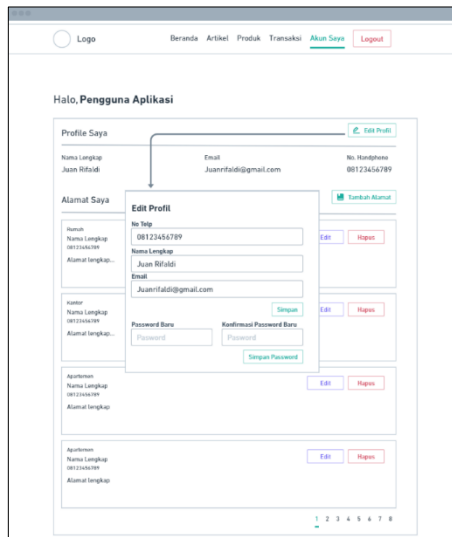 Logo Beranda Artikel Produk Transaksi Akun Saya Logout
Halo, Pengguna Aplikasi
Profile Saya Edit Profil
Nama Lengkap Email No. Handphone
Juan Rifaldi Juanrifaldi@gmail.com 08123456789
Alamat Saya Tambah Alamat
Edit Profil
No Telp
08123456789
Nama Lengkap
Juan Rifaldi
Email
Juanrifaldi@gmail.com
Simpan
Password Baru Konfirmasi Password Baru
Password Password
Simpan Password
Rumah
Nama Lengkap
08123456789
Alamat lengkap...
Edit Hapus
Kantor
Nama Lengkap
08123456789
Alamat lengkap...
Edit Hapus
Apartemen
Nama Lengkap
08123456789
Alamat lengkap
Edit Hapus
Apartemen
Nama Lengkap
08123456789
Alamat lengkap
Edit Hapus
1 2 3 4 5 6 7 8